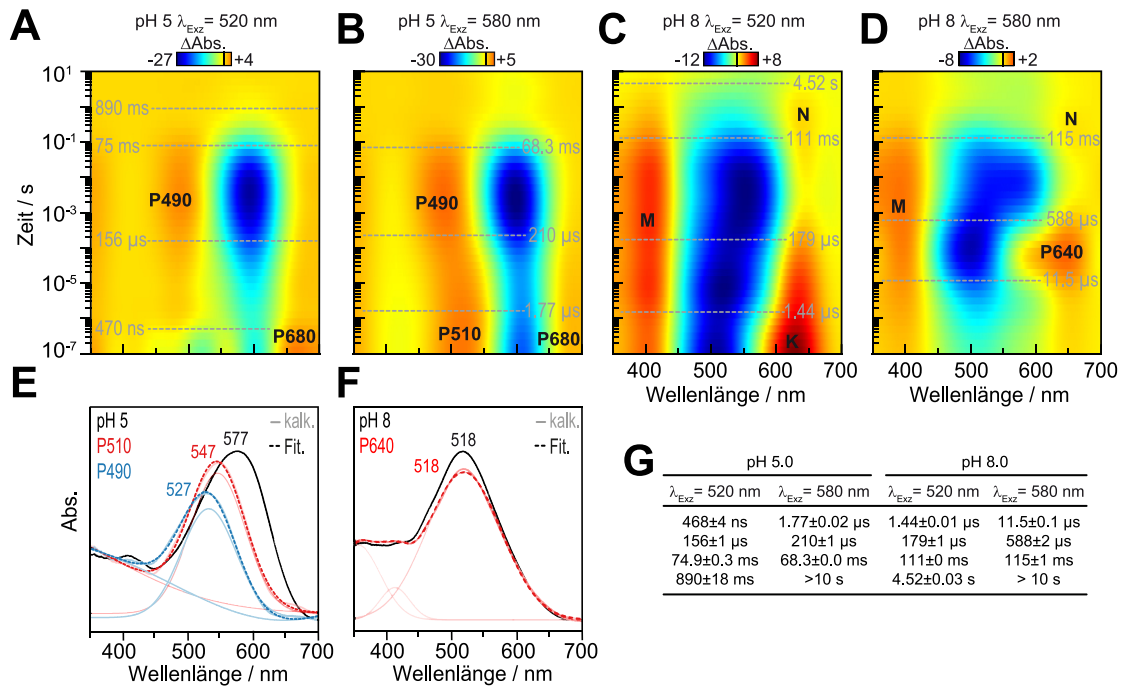 A
pH 5 λExz = 520 nm
ΔAbs.
-27 +4
B
pH 5 λExz = 580 nm
ΔAbs.
-30 +5
C
pH 8 λExz = 520 nm
ΔAbs.
-12 +8
D
pH 8 λExz = 580 nm
ΔAbs.
-8 +2
Zeit / s
10¹
10⁻¹
10⁻³
10⁻⁵
10⁻⁷
890 ms
75 ms
P490
156 µs
470 ns
P680
68.3 ms
P490
210 µs
1.77 µs
P510
P680
4.52 s
N
111 ms
M
179 µs
1,44 µs
K
N
115 ms
M
588 µs
P640
11.5 µs
400 500 600 700
Wellenlänge / nm
400 500 600 700
Wellenlänge / nm
E
pH 5
P510
P490
kalk.
Fit.
547
577
527
Abs.
400 500 600 700
Wellenlänge / nm
F
pH 8
P640
kalk.
Fit.
518
518
400 500 600 700
Wellenlänge / nm
G
pH 5.0 pH 8.0
λExz = 520 nm λExz = 580 nm λExz = 520 nm λExz = 580 nm
468±4 ns 1.77±0.02 µs 1.44±0.01 µs 11.5±0.1 µs
156±1 µs 210±1 µs 179±1 µs 588±2 µs
74.9±0.3 ms 68.3±0.0 ms 111±0 ms 115±1 ms
890±18 ms >10 s 4.52±0.03 s > 10 s